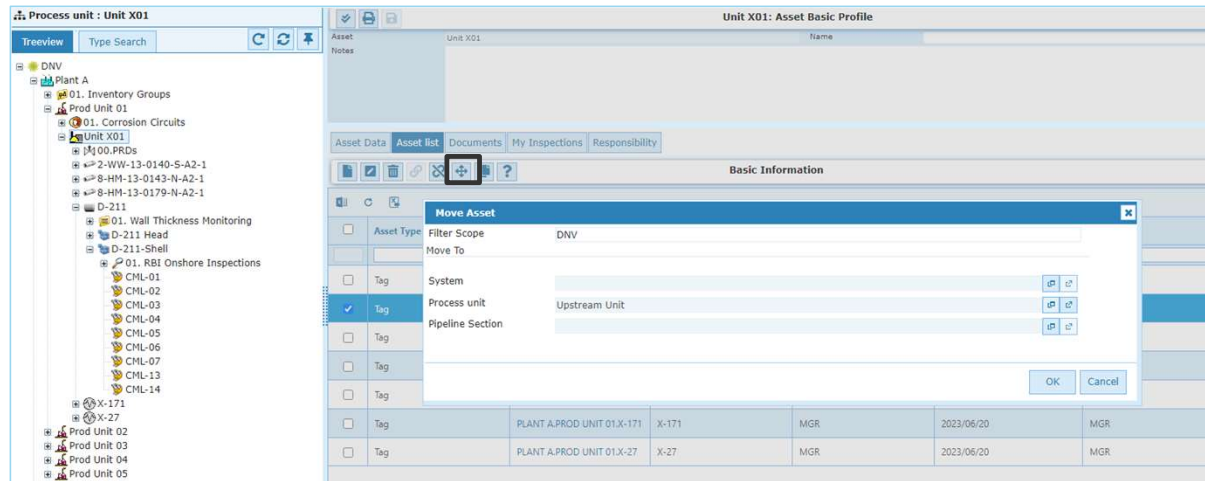 Process unit : Unit X01
Treeview
Type Search
DNV
Plant A
01. Inventory Groups
Prod Unit 01
01. Corrosion Circuits
Unit X01
00.PRDs
2-WW-13-0140-S-A2-1
8-HM-13-0143-N-A2-1
8-HM-13-0179-N-A2-1
D-211
01. Wall Thickness Monitoring
D-211 Head
D-211-Shell
01. RBI Onshore Inspections
CML-01
CML-02
CML-03
CML-04
CML-05
CML-06
CML-07
CML-13
CML-14
X-171
X-27
Prod Unit 02
Prod Unit 03
Prod Unit 04
Prod Unit 05
Unit X01: Asset Basic Profile
Asset Unit X01 Name
Notes
Asset Data Asset list Documents My Inspections Responsibility
? Basic Information
Asset Type
Move Asset
Filter Scope DNV
Move To
System
Process unit Upstream Unit
Pipeline Section
OK Cancel
Tag
Tag
Tag
Tag
Tag
Tag PLANT A.PROD UNIT 01.X-171 X-171 MGR 2023/06/20 MGR
Tag PLANT A.PROD UNIT 01.X-27 X-27 MGR 2023/06/20 MGR